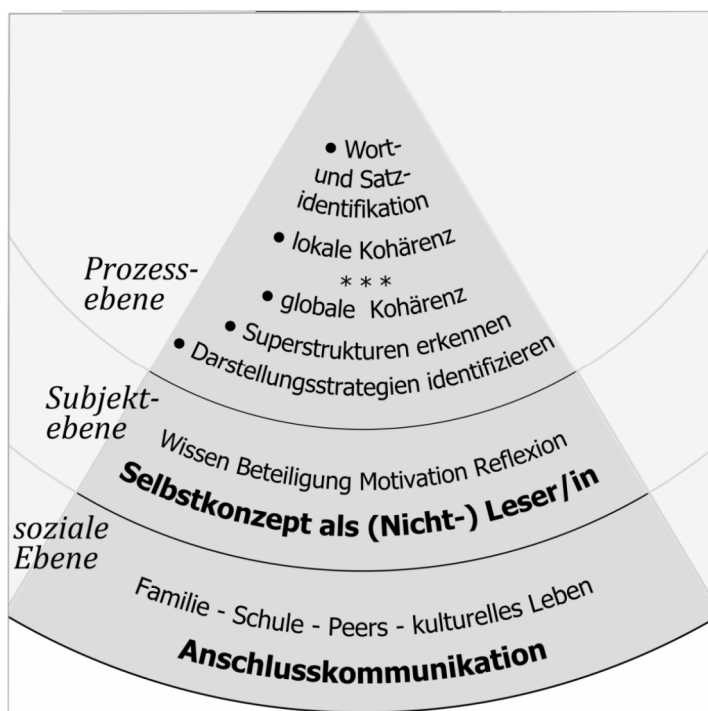 • Wort-
und Satz-
identifikation
• lokale Kohärenz
* * *
• globale Kohärenz
• Superstrukturen erkennen
• Darstellungsstrategien identifizieren
Prozess-
ebene
Subjekt-
ebene
Wissen Beteiligung Motivation Reflexion
Selbstkonzept als (Nicht-) Leser/in
soziale
Ebene
Familie - Schule - Peers - kulturelles Leben
Anschlusskommunikation